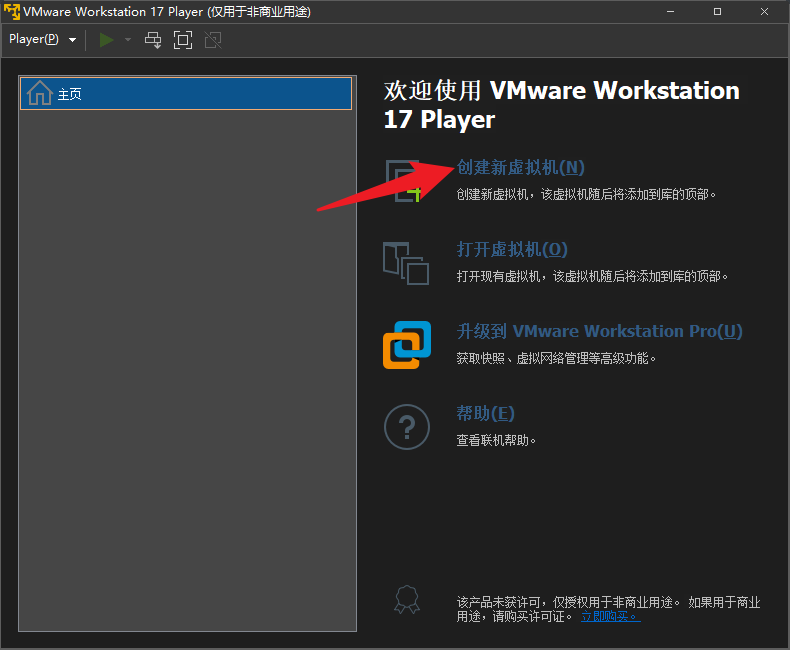 VMware Workstation 17 Player (仅用于非商业用途)
Player(P)
主页
欢迎使用 VMware Workstation
17 Player
创建新虚拟机(N)
创建新虚拟机，该虚拟机随后将添加到库的顶部。
打开虚拟机(O)
打开现有虚拟机，该虚拟机随后将添加到库的顶部。
升级到 VMware Workstation Pro(U)
获取快照、虚拟网络管理等高级功能。
帮助(E)
查看联机帮助。
该产品未获许可，仅授权用于非商业用途。 如果用于商业
用途，请购买许可证。 立即购买。